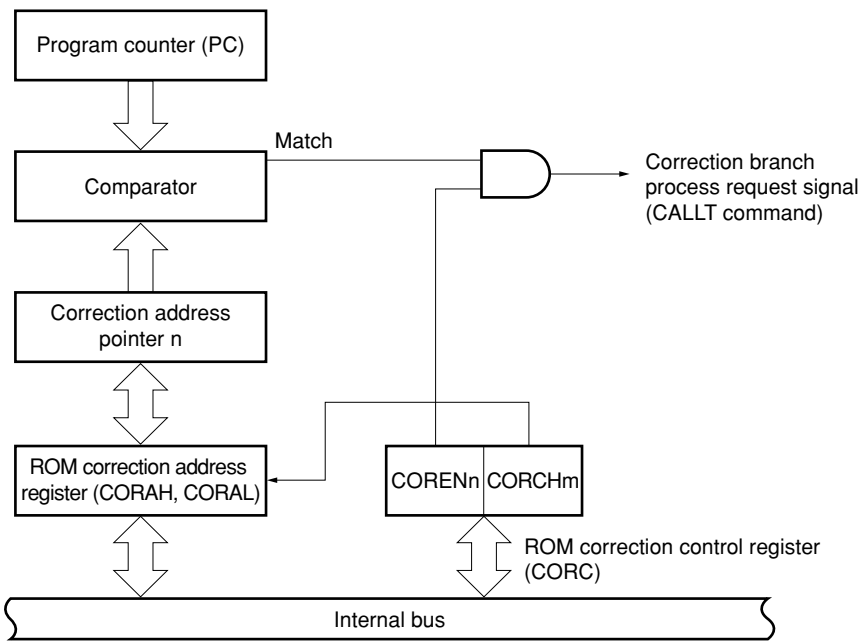 Program counter (PC)
Match
Comparator
Correction branch
process request signal
(CALLT command)
Correction address
pointer n
ROM correction address
register (CORAH, CORAL)
CORENn
CORCHm
ROM correction control register
(CORC)
Internal bus